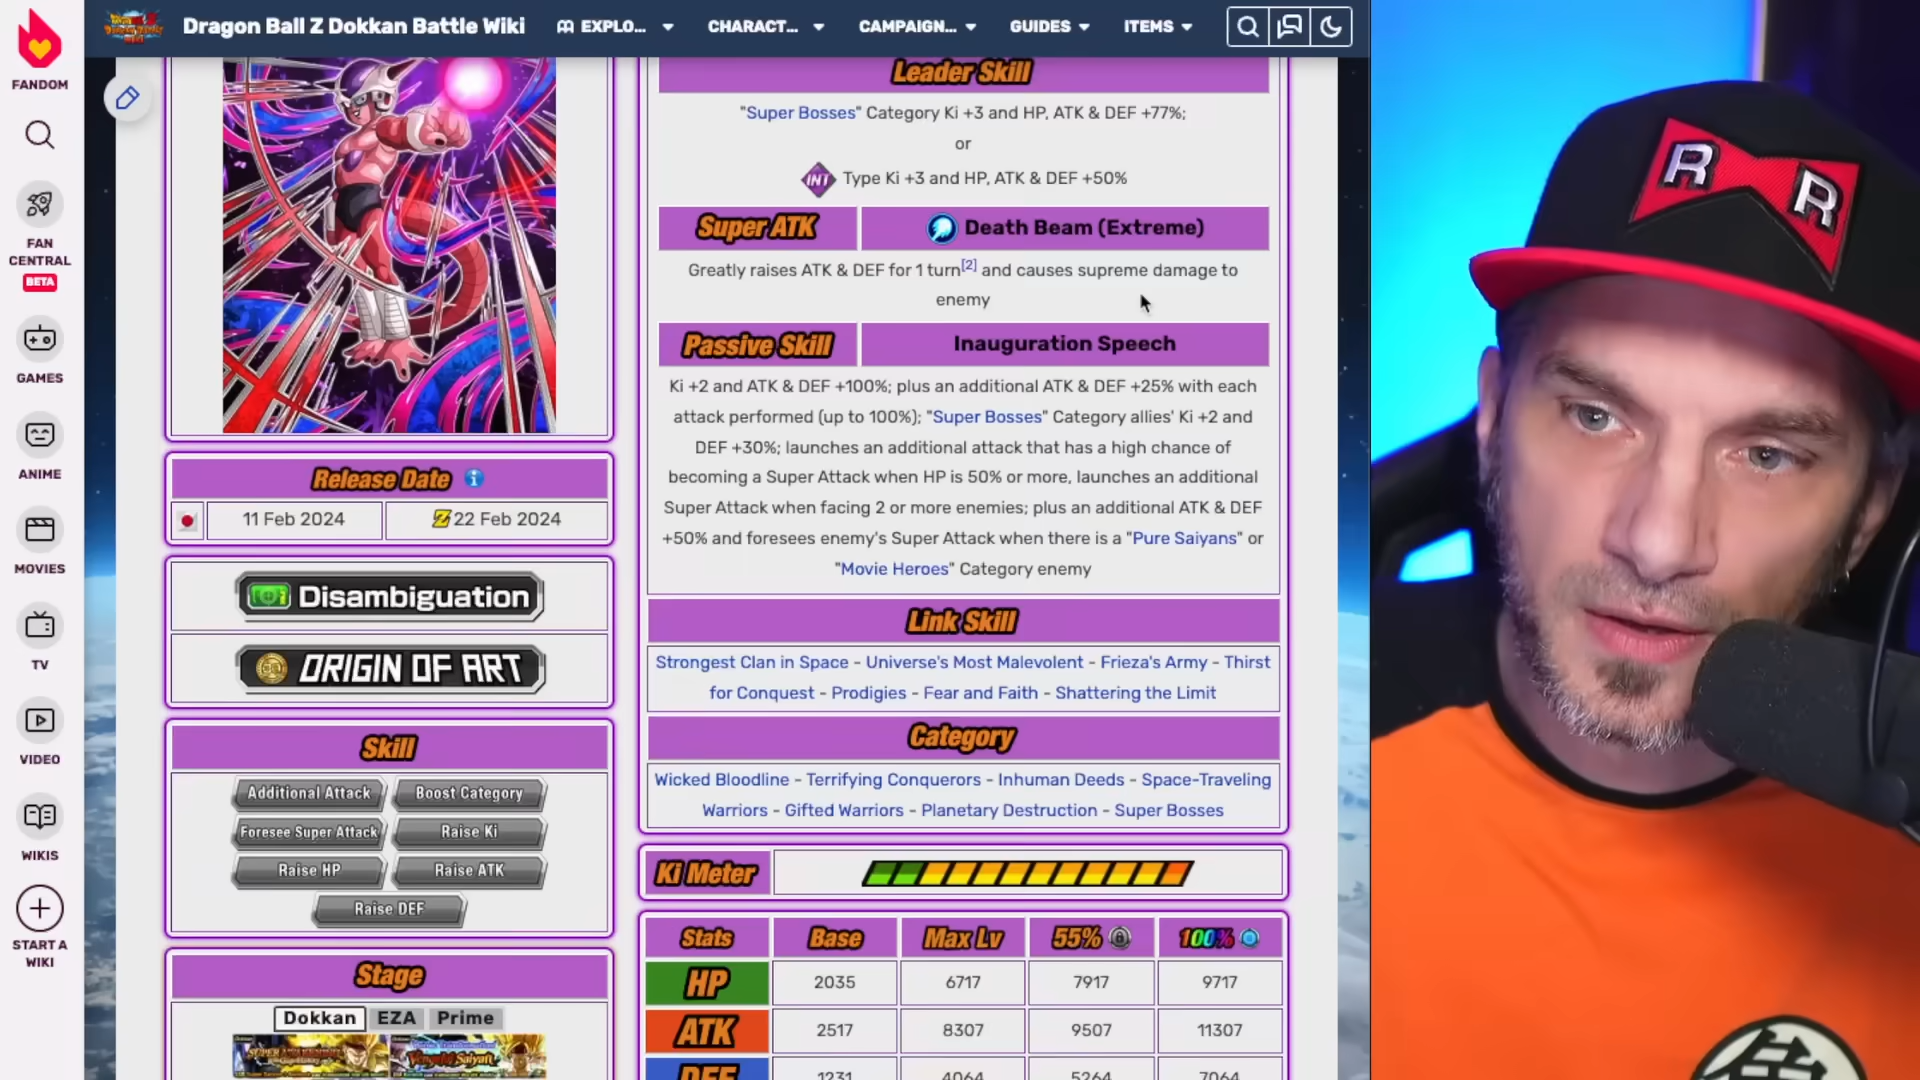 Dragon Ball Z Dokkan Battle Wiki
EXPLO...
CHARACT...
CAMPAIGN...
GUIDES
ITEMS
FANDOM
FAN
CENTRAL
BETA
GAMES
ANIME
MOVIES
TV
VIDEO
WIKIS
START A
WIKI
Release Date
11 Feb 2024
22 Feb 2024
Disambiguation
ORIGIN OF ART
Skill
Additional Attack
Boost Category
Foresee Super Attack
Raise Ki
Raise HP
Raise ATK
Raise DEF
Stage
Dokkan
EZA
Prime
Leader Skill
"Super Bosses" Category Ki +3 and HP, ATK & DEF +77%;
or
INT Type Ki +3 and HP, ATK & DEF +50%
Super ATK
Death Beam (Extreme)
Greatly raises ATK & DEF for 1 turn[2] and causes supreme damage to
enemy
Passive Skill
Inauguration Speech
Ki +2 and ATK & DEF +100%; plus an additional ATK & DEF +25% with each
attack performed (up to 100%); "Super Bosses" Category allies' Ki +2 and
DEF +30%; launches an additional attack that has a high chance of
becoming a Super Attack when HP is 50% or more, launches an additional
Super Attack when facing 2 or more enemies; plus an additional ATK & DEF
+50% and foresees enemy's Super Attack when there is a "Pure Saiyans" or
"Movie Heroes" Category enemy
Link Skill
Strongest Clan in Space - Universe's Most Malevolent - Frieza's Army - Thirst
for Conquest - Prodigies - Fear and Faith - Shattering the Limit
Category
Wicked Bloodline - Terrifying Conquerors - Inhuman Deeds - Space-Traveling
Warriors - Gifted Warriors - Planetary Destruction - Super Bosses
Ki Meter
Stats Base Max Lv 55% 100%
HP 2035 6717 7917 9717
ATK 2517 8307 9507 11307
DEF 1231 4064 5264 7064
R R
亀